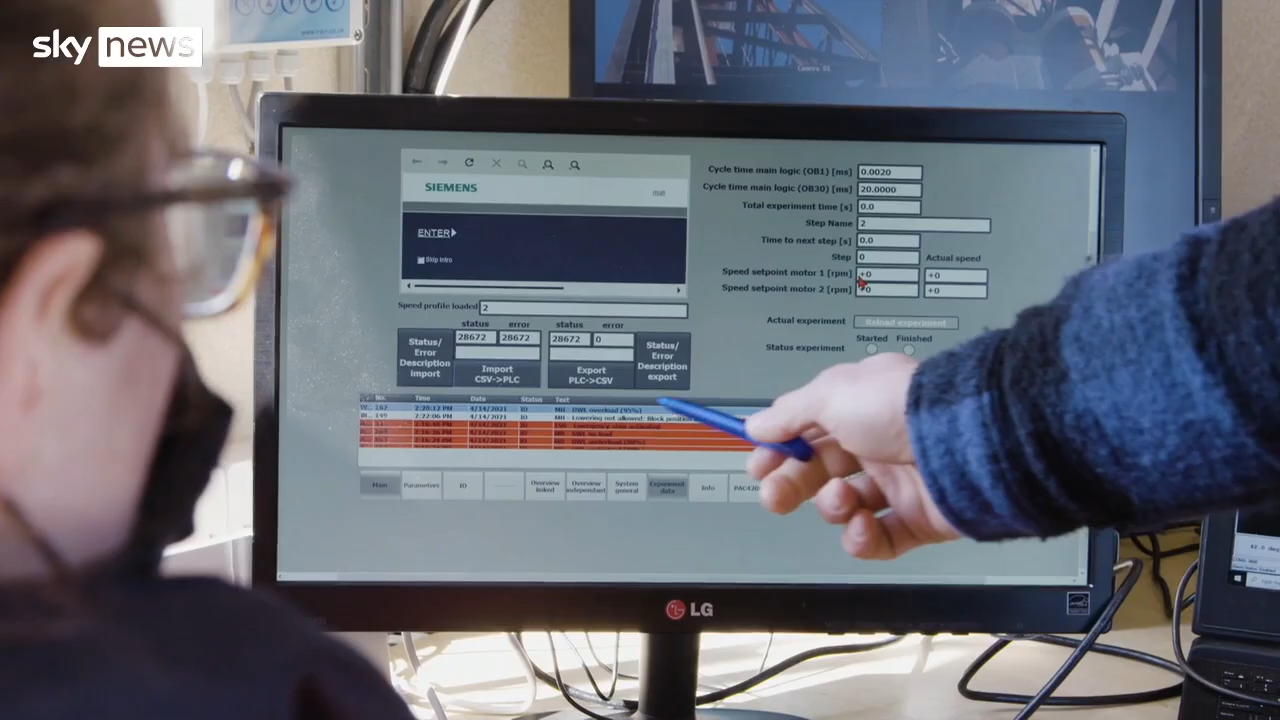 sky news
Camera 01
SIEMENS
ENTER
Skip Intro
Cycle time main logic (OB1) [ms] 0.0020
Cycle time main logic (OB30) [ms] 20.0000
Total experiment time [s] 0.0
Step Name 2
Time to next step [s] 0.0
Step 0 Actual speed
Speed setpoint motor 1 [rpm] +0 +0
Speed setpoint motor 2 [rpm] +0 +0
Speed profile loaded 2
status error status error
28672 28672 28672 0
Status/
Error
Description
import
Import
CSV->PLC
Export
PLC->CSV
Status/
Error
Description
export
Actual experiment Reload experiment
Started Finished
Status experiment
No. Time Date Status Text
167 2:28:12 PM 4/14/2021 IO DWL overload (95%)
149 2:22:06 PM 4/14/2021 IO Lowering not allowed: Block
Main Parameters IO
Overview
linked
Overview
independant
System
general
Experiment
data
Info
LG